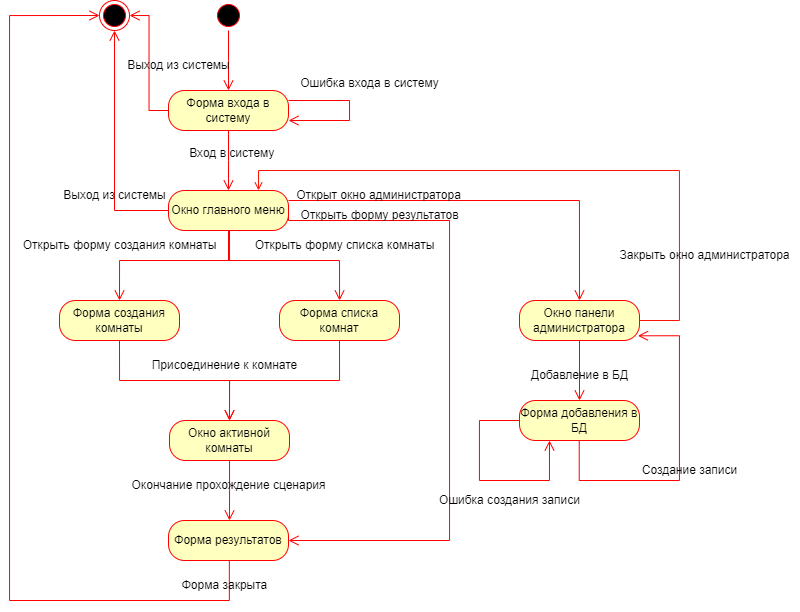 Выход из системы
Ошибка входа в систему
Форма входа в
систему
Вход в систему
Выход из системы
Открыт окно администратора
Окно главного меню
Открыть форму результатов
Открыть форму создания комнаты
Открыть форму списка комнаты
Закрыть окно администратора
Форма создания
комнаты
Форма списка
комнат
Окно панели
администратора
Присоединение к комнате
Добавление в БД
Форма добавления в
БД
Окно активной
комнаты
Создание записи
Окончание прохождение сценария
Ошибка создания записи
Форма результатов
Форма закрыта